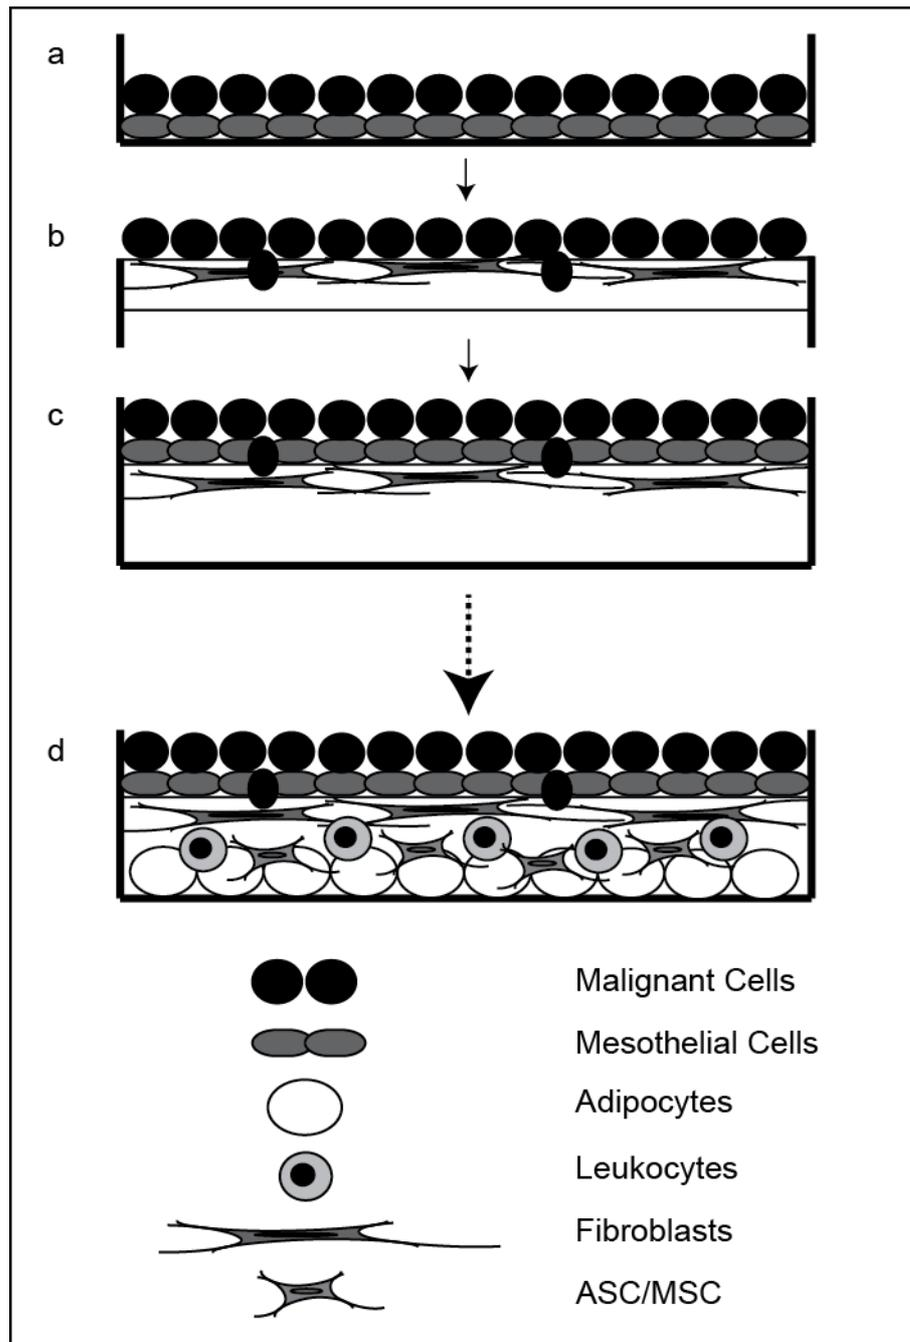 a
b
c
d
Malignant Cells
Mesothelial Cells
Adipocytes
Leukocytes
Fibroblasts
ASC/MSC